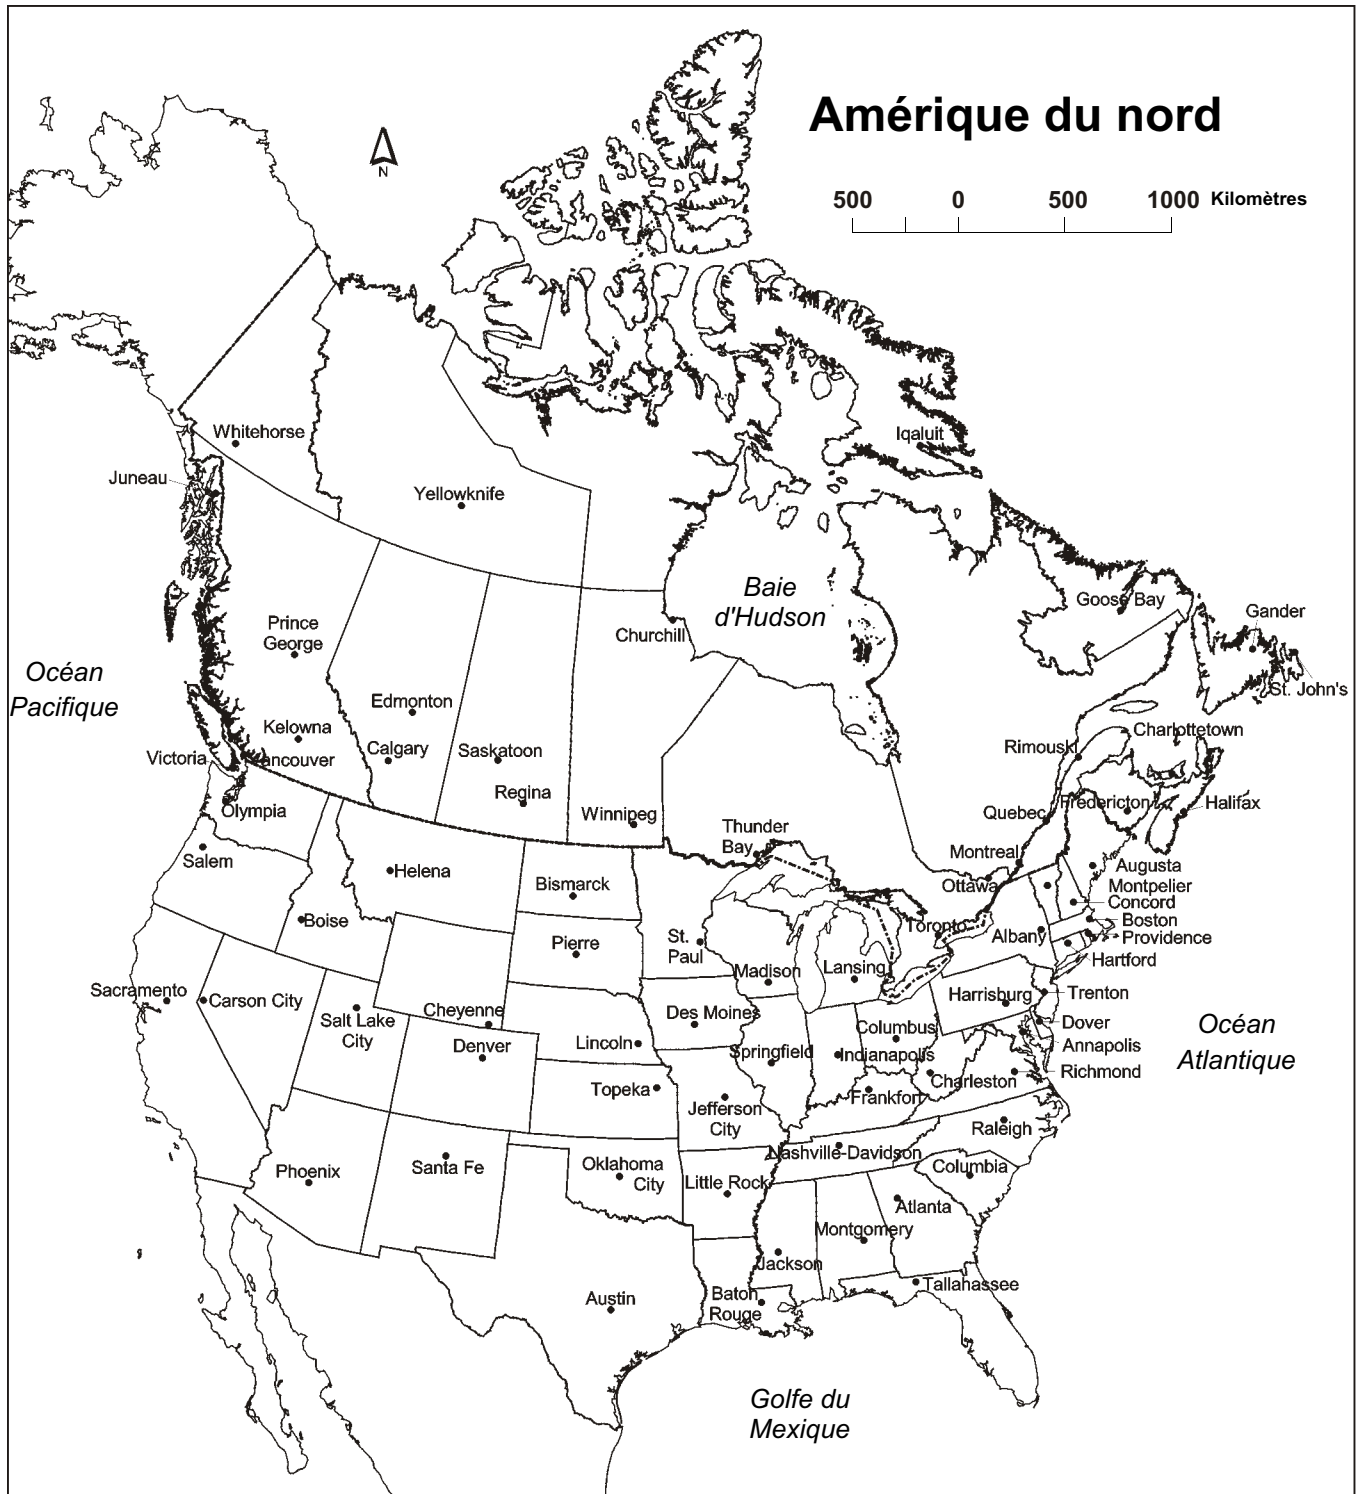 Amérique du nord
N
500 0 500 1000 Kilomètres
Whitehorse
Juneau
Yellowknife
Iqaluit
Baie
d'Hudson
Goose Bay
Gander
Churchill
Prince
George
Océan
Pacifique
St. John's
Edmonton
Kelowna
Charlottetown
Rimouski
Calgary
Saskatoon
Victoria
Vancouver
Regina
Fredericton
Halifax
Olympia
Winnipeg
Quebec
Thunder
Bay
Salem
Montreal
Helena
Augusta
Ottawa
Bismarck
Montpelier
Concord
Boise
Boston
Toronto
Albany
Providence
Pierre
St.
Paul
Hartford
Madison
Lansing
Sacramento
Carson City
Harrisburg
Trenton
Cheyenne
Des Moines
Salt Lake
City
Columbus
Dover
Océan
Atlantique
Denver
Lincoln
Annapolis
Springfield
Indianapolis
Richmond
Charleston
Topeka
Frankfort
Jefferson
City
Raleigh
Nashville-Davidson
Phoenix
Santa Fe
Oklahoma
City
Columbia
Little Rock
Atlanta
Montgomery
Jackson
Tallahassee
Austin
Baton
Rouge
Golfe du
Mexique